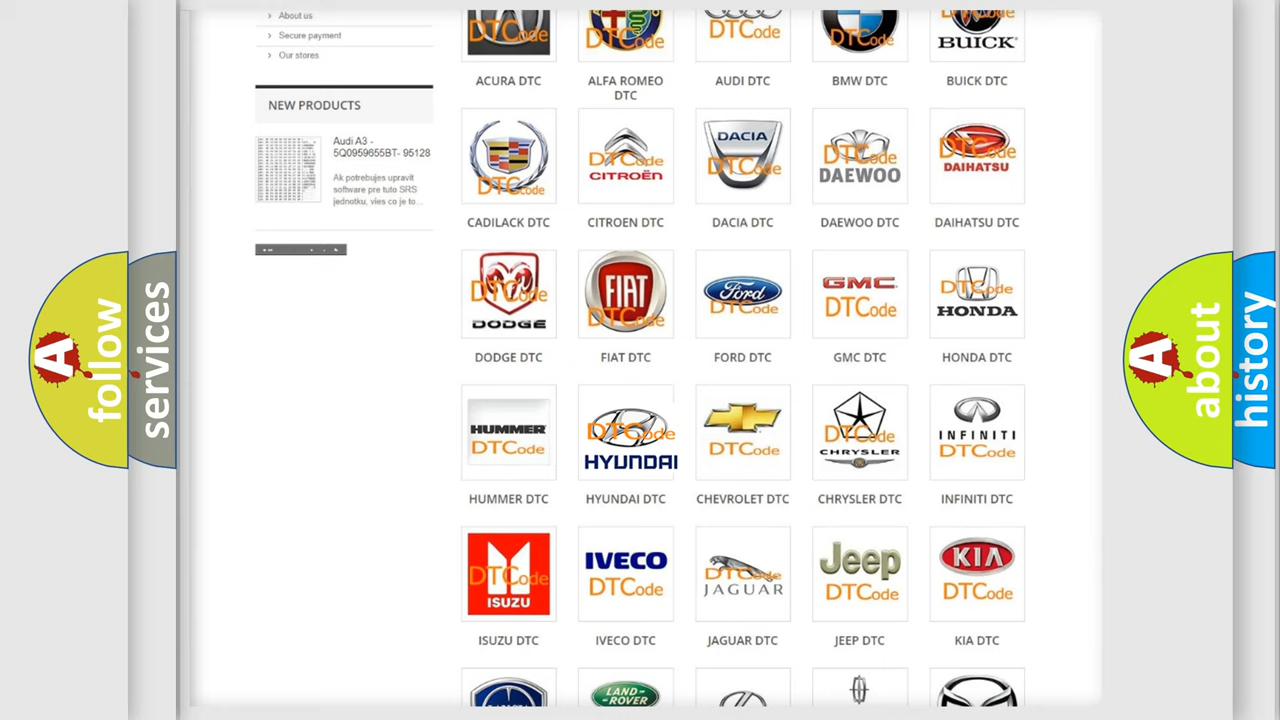 About us
Secure payment
Our stores
NEW PRODUCTS
Audi A3 -
5Q0959655BT- 95128
Ak potrebujes upravit
software pre tuto SRS
jednotku, vies co je to...
DTCode
DTCode
DTCode
DTCode
BUICK
ACURA DTC
ALFA ROMEO
DTC
AUDI DTC
BMW DTC
BUICK DTC
DTCode
DTCode
CITROËN
DACIA
DTCode
DTCode
DAEWOO
DTCode
DAIHATSU
CADILACK DTC
CITROEN DTC
DACIA DTC
DAEWOO DTC
DAIHATSU DTC
DTCode
DODGE
FIAT
DTCode
Ford
DTCode
GMC
DTCode
DTCode
HONDA
DODGE DTC
FIAT DTC
FORD DTC
GMC DTC
HONDA DTC
HUMMER
DTCode
DTCode
HYUNDAI
DTCode
DTCode
CHRYSLER
INFINITI
DTCode
HUMMER DTC
HYUNDAI DTC
CHEVROLET DTC
CHRYSLER DTC
INFINITI DTC
DTCode
ISUZU
IVECO
DTCode
DTCode
JAGUAR
Jeep
DTCode
KIA
DTCode
ISUZU DTC
IVECO DTC
JAGUAR DTC
JEEP DTC
KIA DTC
LAND-
ROVER
A follow
services
A about
history